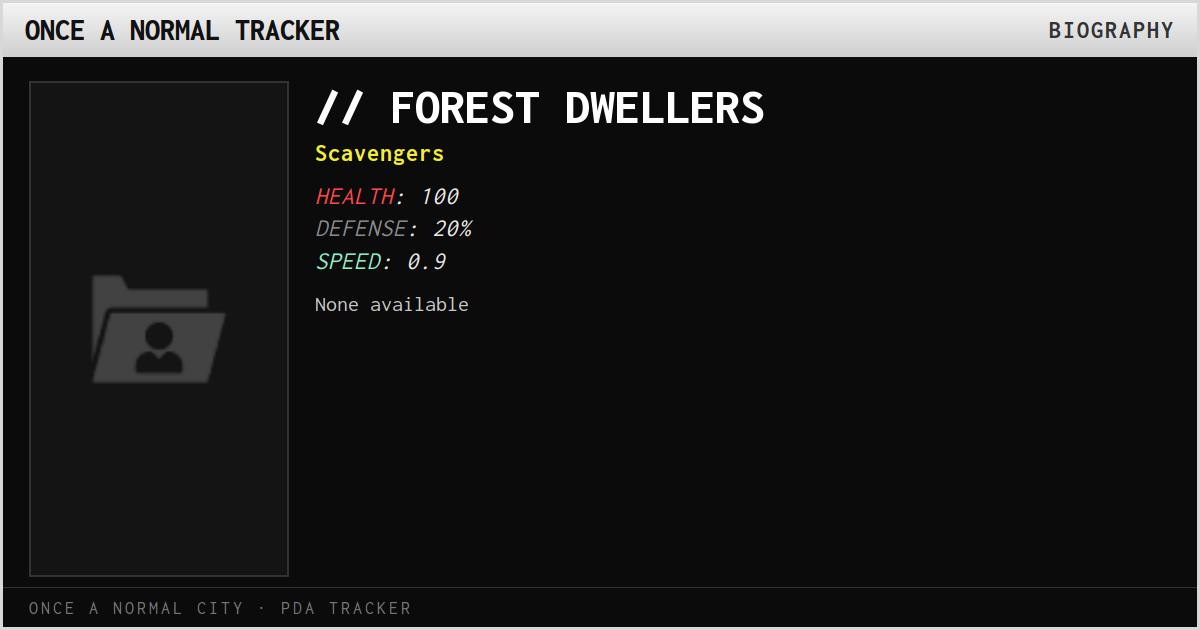 ONCE A NORMAL TRACKER
BIOGRAPHY
// FOREST DWELLERS
Scavengers
HEALTH: 100
DEFENSE: 20%
SPEED: 0.9
None available
ONCE A NORMAL CITY · PDA TRACKER